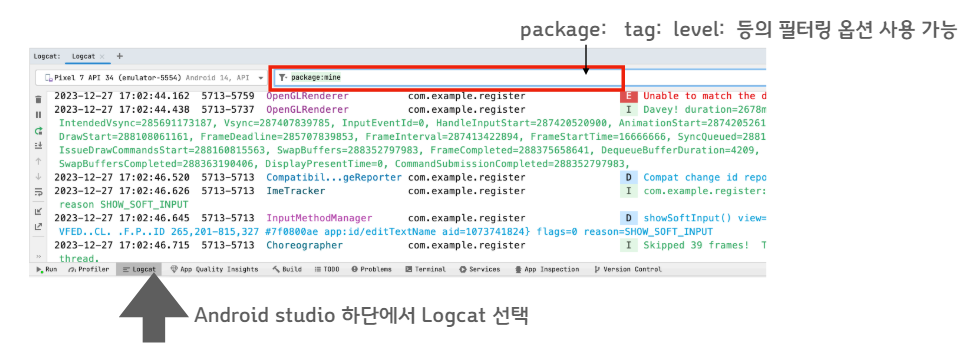 package:  tag:  level:  등의 필터링 옵션 사용 가능
Logcat:  Logcat × +
Pixel 7 API 34 (emulator-5554) Android 14, API
package:mine
2023-12-27 17:02:44.162  5713-5759  OpenGLRenderer  com.example.register  E  Unable to match the d
2023-12-27 17:02:44.438  5713-5737  OpenGLRenderer  com.example.register  I  Davey! duration=2678m
IntendedVsync=285691173187, Vsync=287407839785, InputEventId=0, HandleInputStart=287420520900, AnimationStart=2874205261
DrawStart=288108061161, FrameDeadline=285707839853, FrameInterval=287413422894, FrameStartTime=16666666, SyncQueued=2881
IssueDrawCommandsStart=288160815563, SwapBuffers=288352797983, FrameCompleted=288375658641, DequeueBufferDuration=4209,
SwapBuffersCompleted=288363190406, DisplayPresentTime=0, CommandSubmissionCompleted=288352797983,
2023-12-27 17:02:46.520  5713-5713  Compatibil...geReporter  com.example.register  D  Compat change id repo
2023-12-27 17:02:46.626  5713-5713  ImeTracker  com.example.register  I  com.example.register:
reason SHOW_SOFT_INPUT
2023-12-27 17:02:46.645  5713-5713  InputMethodManager  com.example.register  D  showSoftInput() view=
VFED..CL. .F.P..ID 265,201-815,327 #7f0800ae app:id/editTextName aid=1073741824} flags=0 reason=SHOW_SOFT_INPUT
2023-12-27 17:02:46.715  5713-5713  Choreographer  com.example.register  I  Skipped 39 frames!  T
thread.
Run  Profiler  Logcat  App Quality Insights  Build  TODO  Problems  Terminal  Services  App Inspection  Version Control
Android studio 하단에서 Logcat 선택